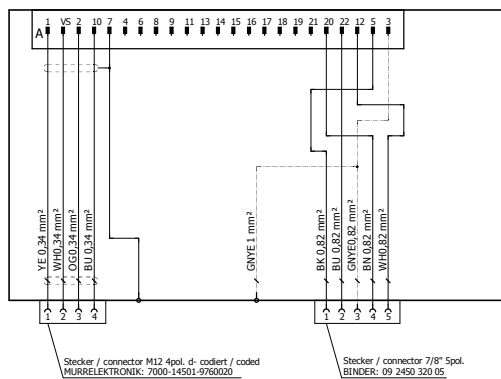 1 VS 2 10 7 4 6 8 9 11 13 14 15 16 17 18 19 21 20 22 12 5 3
A
YE 0,34 mm²
WH0,34 mm²
OG0,34 mm²
BU 0,34 mm²
GNYE 1 mm²
BK 0,82 mm²
BU 0,82 mm²
GNYE0,82 mm²
BN 0,82 mm²
WH0,82 mm²
1 2 3 4
1 2 3 4 5
Stecker / connector M12 4pol. d- codiert / coded
MURRELEKTRONIK: 7000-14501-9760020
Stecker / connector 7/8" 5pol.
BINDER: 09 2450 320 05